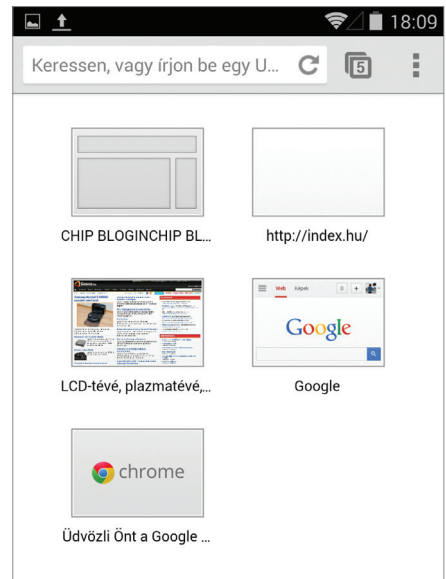 18:09
Keressen, vagy írjon be egy U...
5
CHIP BLOGINCHIP BL...
http://index.hu/
Web Képek 0 +
Google
LCD-tévé, plazmatévé,...
Google
chrome
Üdvözli Önt a Google ...